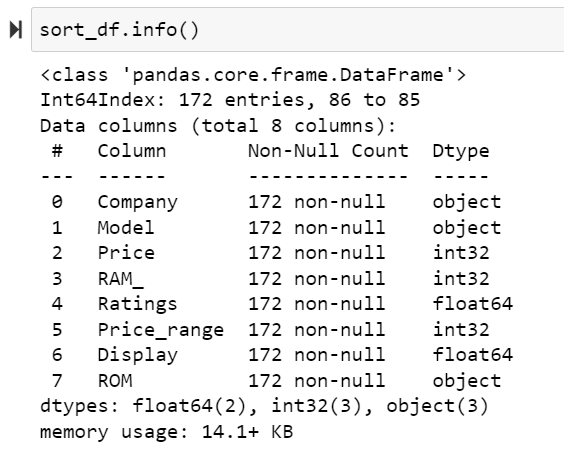 sort_df.info()
<class 'pandas.core.frame.DataFrame'>
Int64Index: 172 entries, 86 to 85
Data columns (total 8 columns):
 #   Column       Non-Null Count  Dtype
---  ------       --------------  -----
 0   Company      172 non-null    object
 1   Model        172 non-null    object
 2   Price        172 non-null    int32
 3   RAM_         172 non-null    int32
 4   Ratings      172 non-null    float64
 5   Price_range  172 non-null    int32
 6   Display      172 non-null    float64
 7   ROM          172 non-null    object
dtypes: float64(2), int32(3), object(3)
memory usage: 14.1+ KB